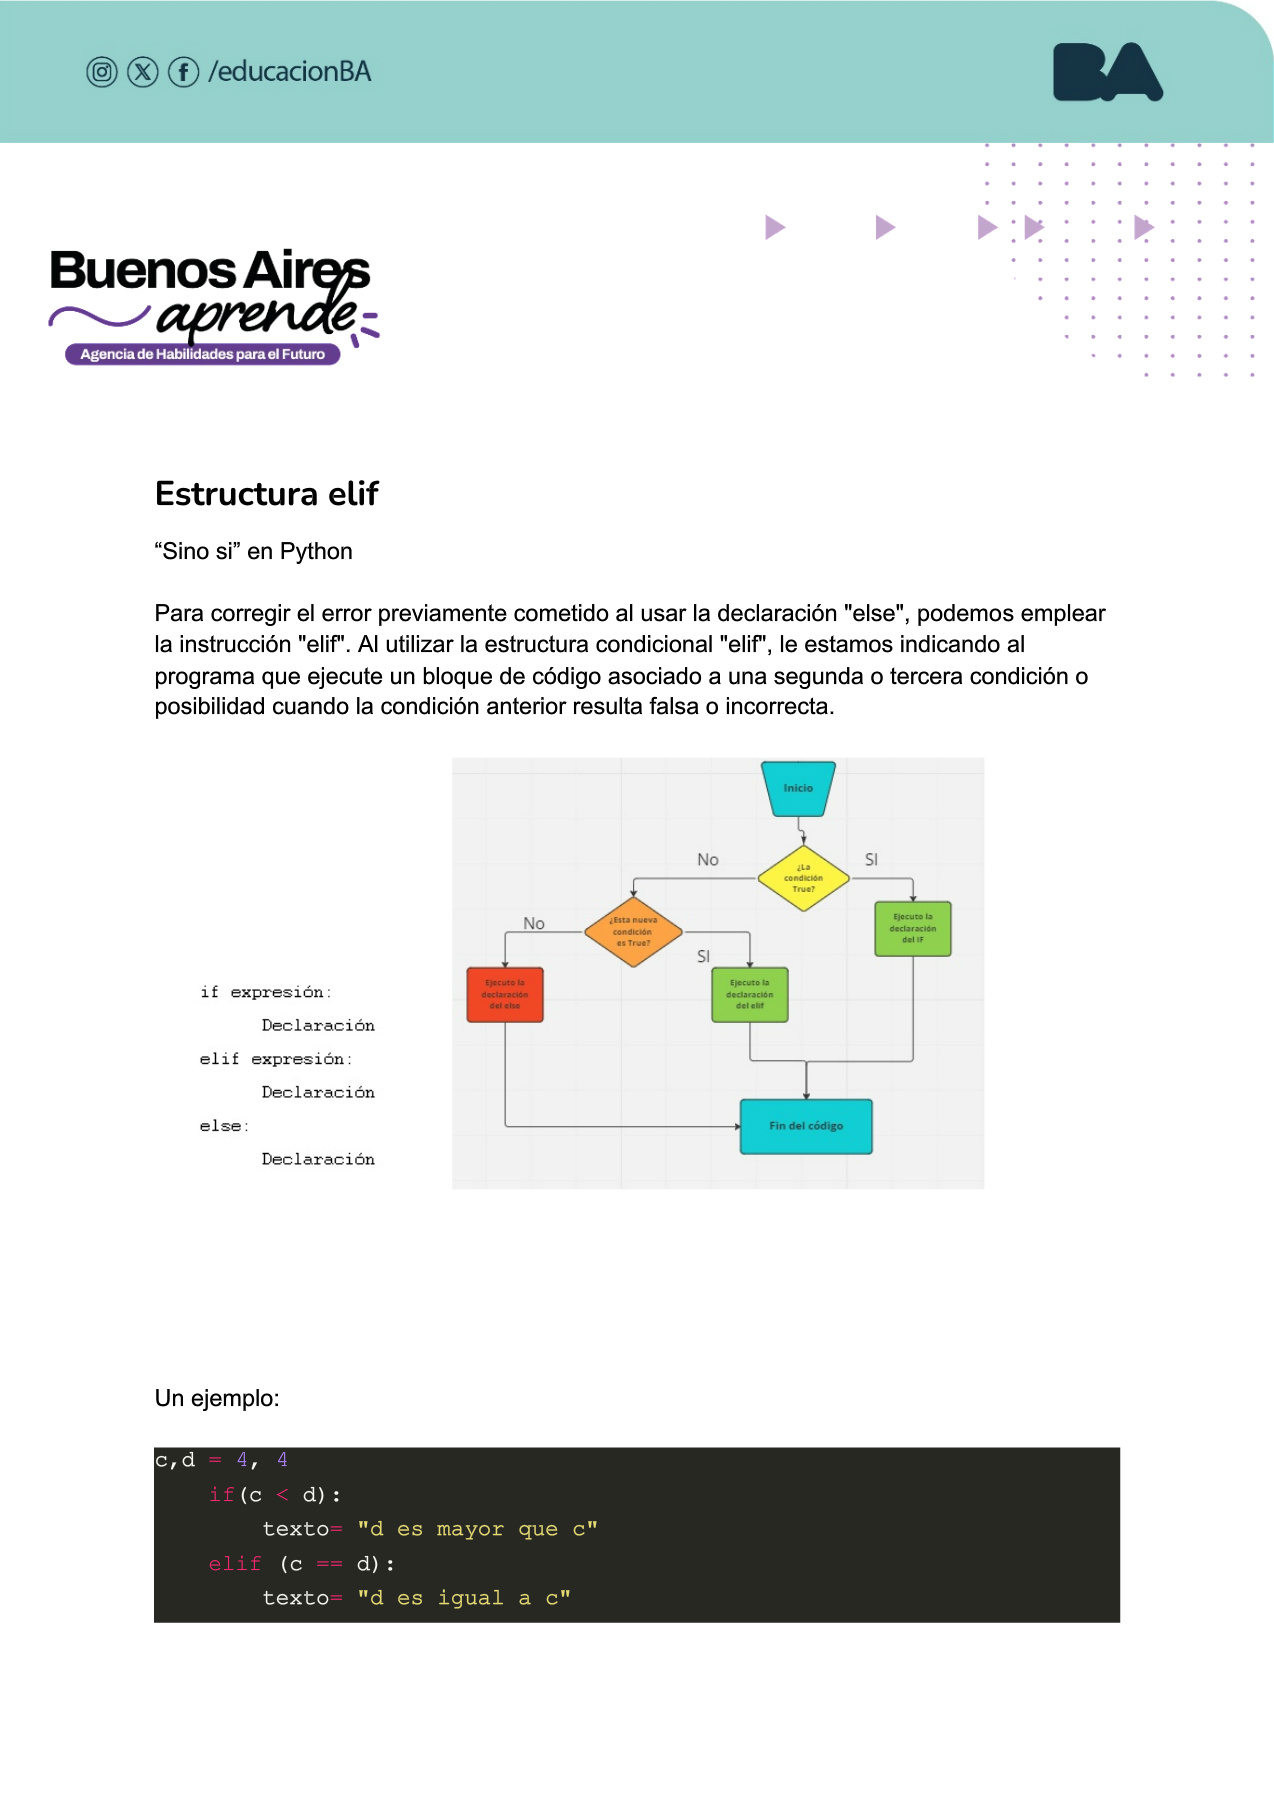 /educacionBA
BA
Buenos Aires
aprende
Agencia de Habilidades para el Futuro
Estructura elif
“Sino si” en Python
Para corregir el error previamente cometido al usar la declaración "else", podemos emplear
la instrucción "elif". Al utilizar la estructura condicional "elif", le estamos indicando al
programa que ejecute un bloque de código asociado a una segunda o tercera condición o
posibilidad cuando la condición anterior resulta falsa o incorrecta.
if expresión:
Declaración
elif expresión:
Declaración
else:
Declaración
Inicio
¿La
condición
True?
No
SI
¿Esta nueva
condición
es True?
Ejecuto la
declaración
del IF
No
SI
Ejecuto la
declaración
del else
Ejecuto la
declaración
del elif
Fin del código
Un ejemplo:
c,d = 4, 4
if(c < d):
texto= "d es mayor que c"
elif (c == d):
texto= "d es igual a c"